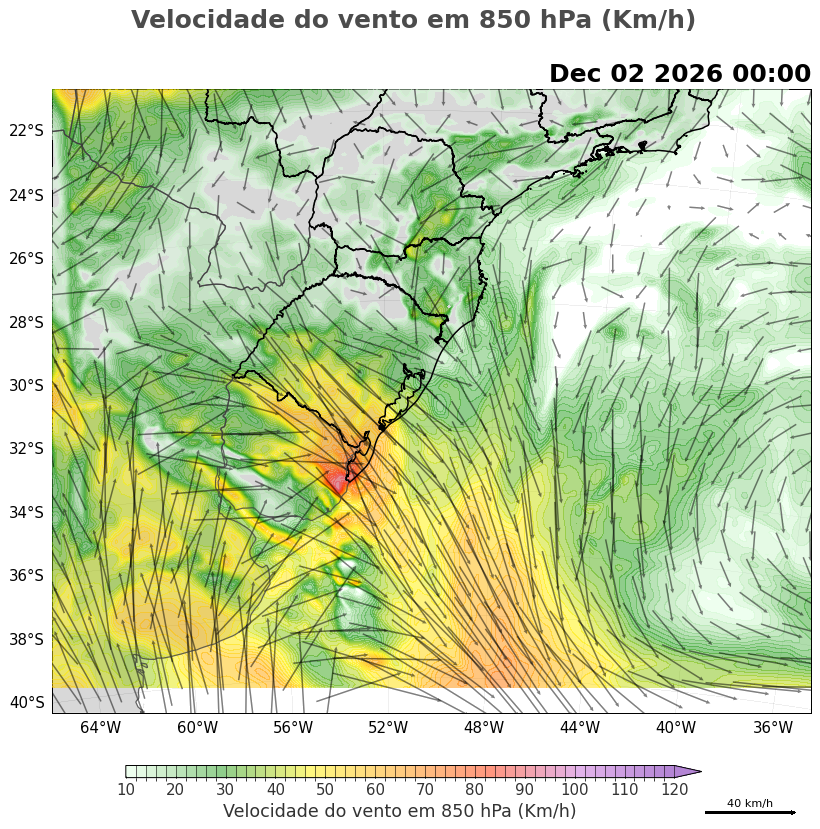 Velocidade do vento em 850 hPa (Km/h)
Dec 02 2026 00:00
22°S
24°S
26°S
28°S
30°S
32°S
34°S
36°S
38°S
40°S
64°W 60°W 56°W 52°W 48°W 44°W 40°W 36°W
10 20 30 40 50 60 70 80 90 100 110 120
Velocidade do vento em 850 hPa (Km/h)
40 km/h